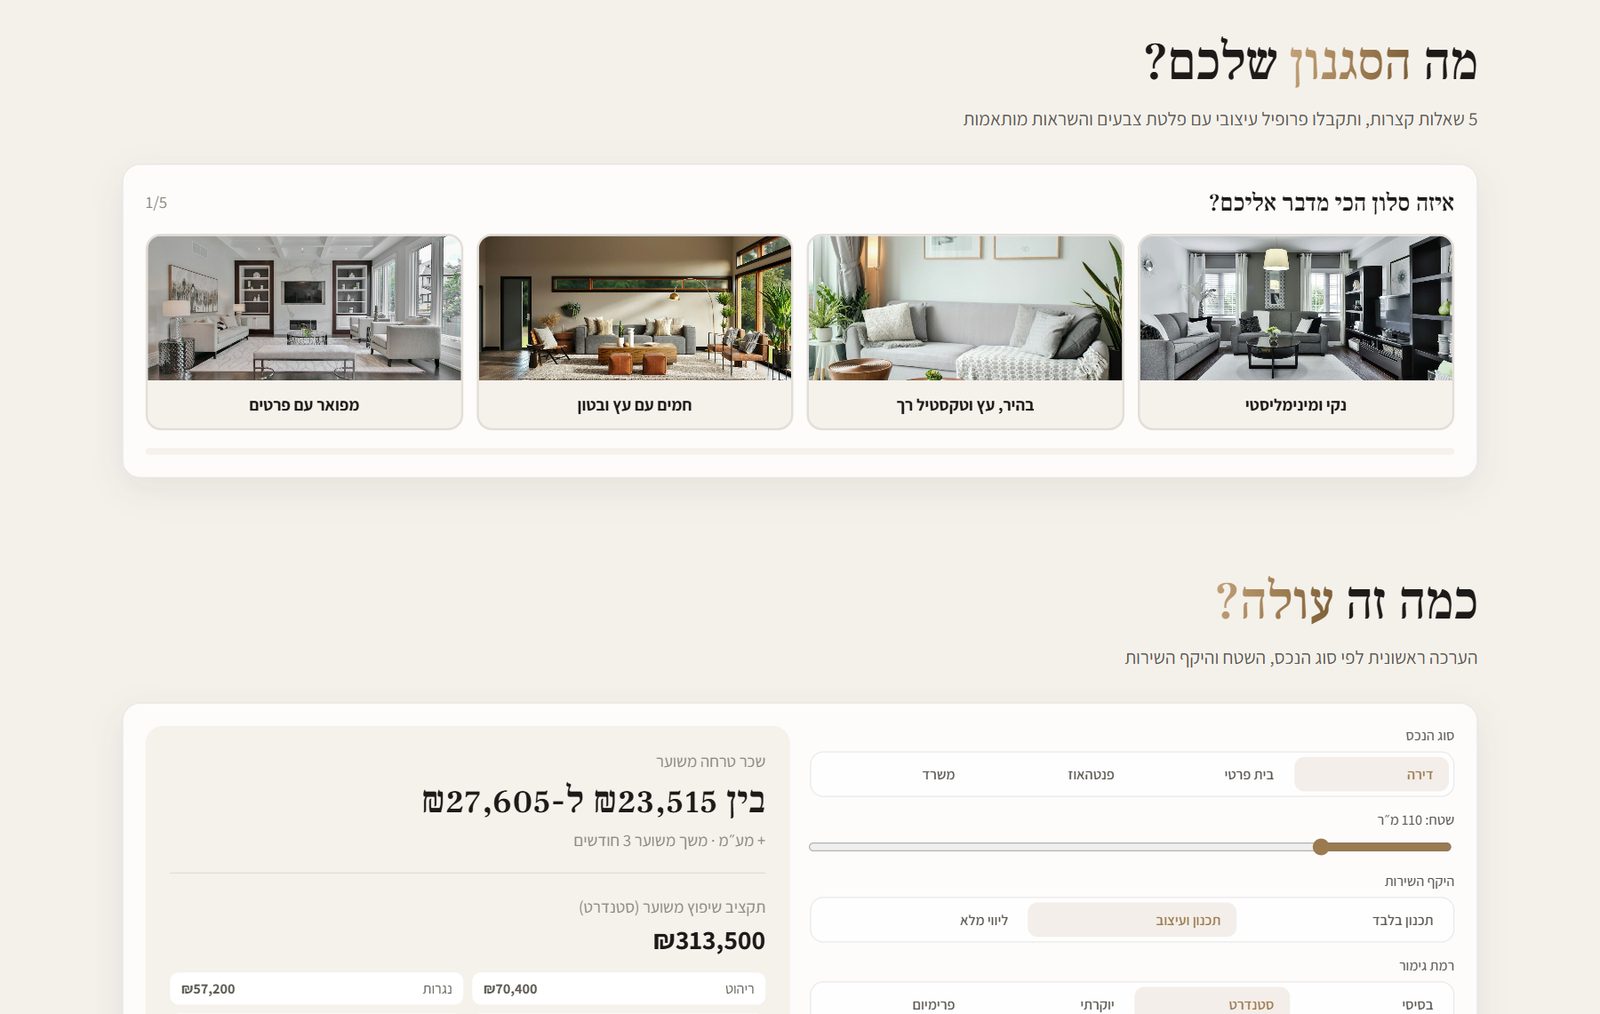 מה הסגנון שלכם?
5 שאלות קצרות, ותקבלו פרופיל עיצובי עם פלטת צבעים והשראות מותאמות
איזה סלון הכי מדבר אליכם?
1/5
נקי ומינימליסטי
בהיר, עץ וטקסטיל רך
חמים עם עץ ובטון
מפואר עם פרטים
כמה זה עולה?
הערכה ראשונית לפי סוג הנכס, השטח והיקף השירות
סוג הנכס
דירה
בית פרטי
פנטהאוז
משרד
שטח: 110 מ״ר
היקף השירות
תכנון בלבד
תכנון ועיצוב
ליווי מלא
רמת גימור
בסיסי
סטנדרט
יוקרתי
פרימיום
שכר טרחה משוער
בין ₪23,515 ל-₪27,605
+ מע״מ · משך משוער 3 חודשים
תקציב שיפוץ משוער (סטנדרט)
₪313,500
ריהוט
₪70,400
נגרות
₪57,200